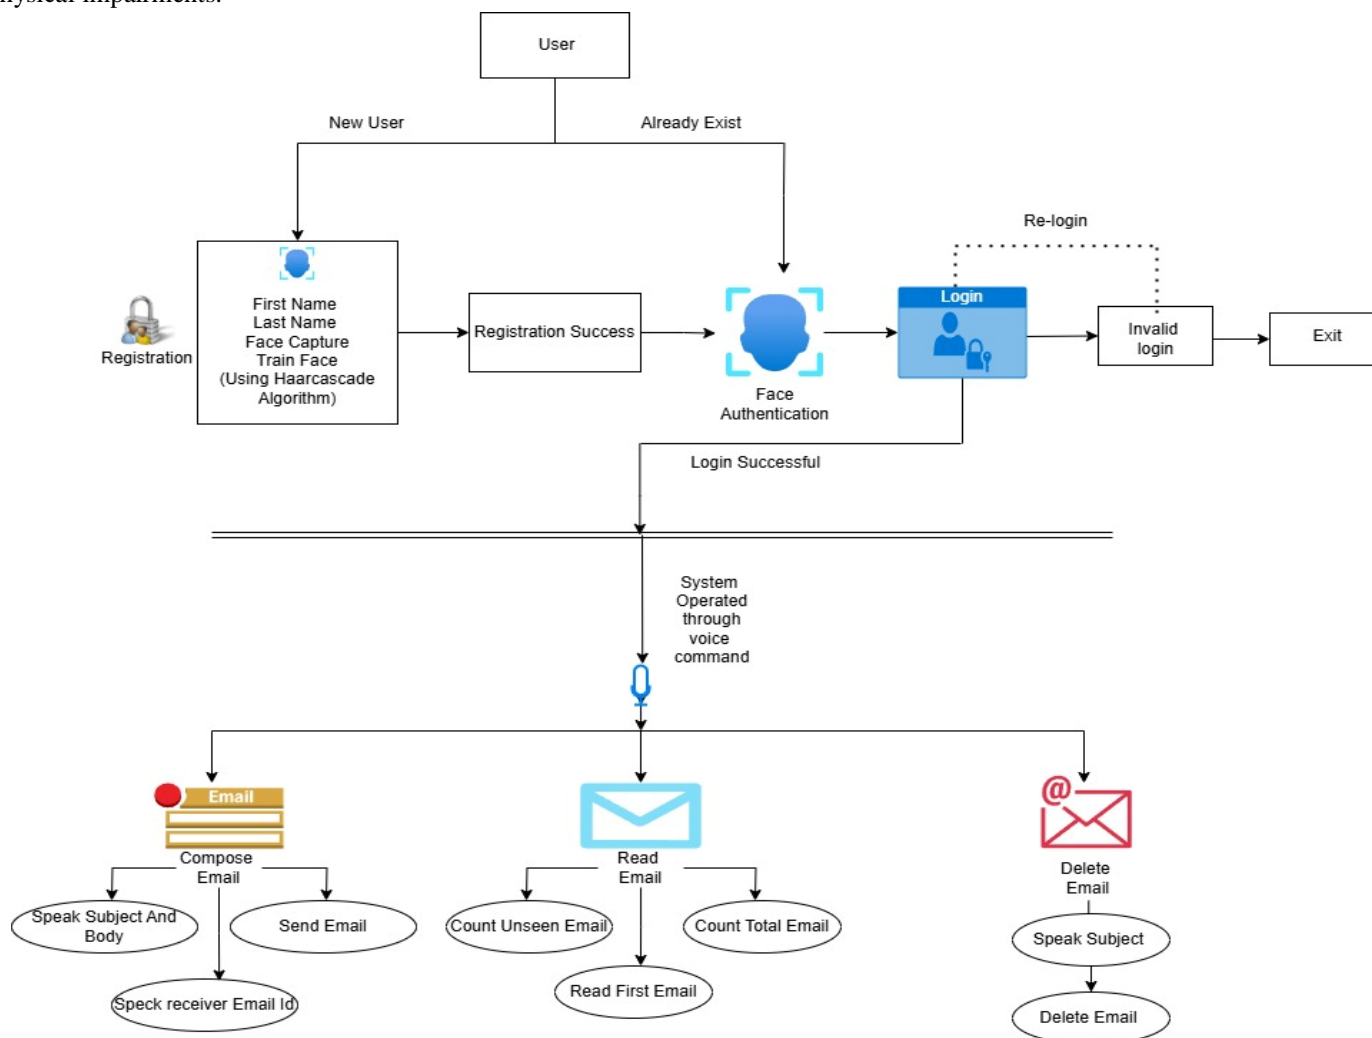 physical impairments.
User
New User
Already Exist
Re-login
First Name
Last Name
Face Capture
Train Face
(Using Haarcascade
Algorithm)
Registration
Registration Success
Face
Authentication
Login
Invalid
login
Exit
Login Successful
System
Operated
through
voice
command
Email
Compose
Email
Speak Subject And
Body
Send Email
Speck receiver Email Id
Read
Email
Count Unseen Email
Count Total Email
Read First Email
@
Delete
Email
Speak Subject
Delete Email